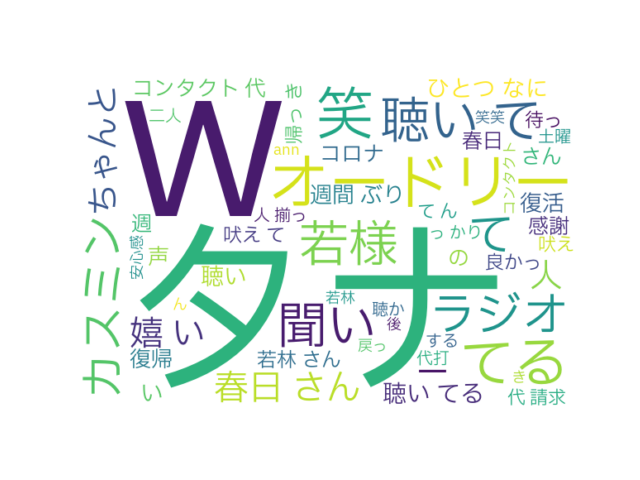 コンタクト 代
帰っ き
ひとつ なに
二人
W
笑
聴いて
笑笑
待っ
土曜
ann
コロナ
春日
コンタクト
さん
ちゃんと
オードリー
週間 ぶり
復活
人 揃っ
てん
っかり
感謝
週
吠えて
若様
て
吠え
安心感
声
の
良かっ
人
カスミン
聴い
タナ
ー
ラジオ
嬉 い
ん
聞い
若林
聴か
後
てる
復帰
若林 さん
戻っ
する
代打
い
春日 さん
聴い てる
き
代 請求